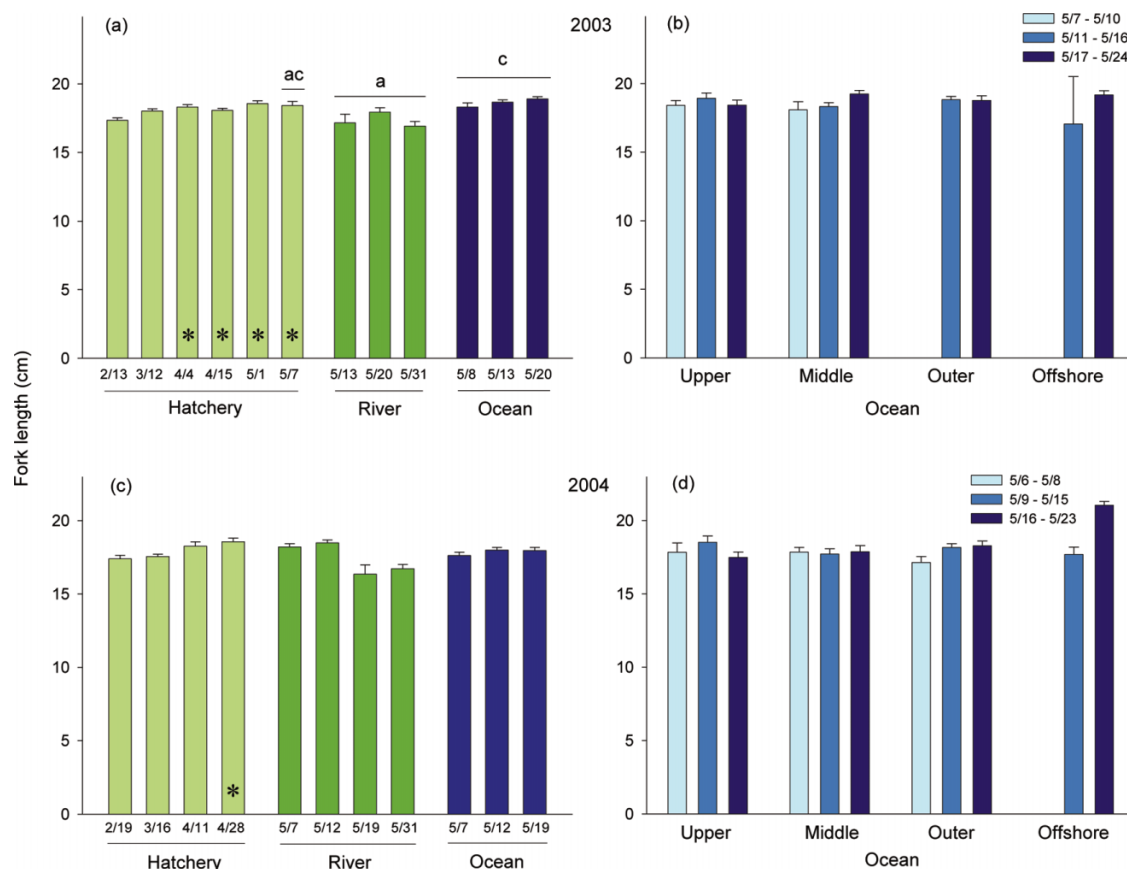 (a)
2003
(b)
5/7 - 5/10
5/11 - 5/16
5/17 - 5/24
ac
a
c
20
15
10
5
0
* * * *
2/13 3/12 4/4 4/15 5/1 5/7 5/13 5/20 5/31 5/8 5/13 5/20
Hatchery River Ocean
20
15
10
5
0
Upper Middle Outer Offshore
Ocean
Fork length (cm)
(c)
2004
(d)
5/6 - 5/8
5/9 - 5/15
5/16 - 5/23
20
15
10
5
0
*
2/19 3/16 4/11 4/28 5/7 5/12 5/19 5/31 5/7 5/12 5/19
Hatchery River Ocean
20
15
10
5
0
Upper Middle Outer Offshore
Ocean